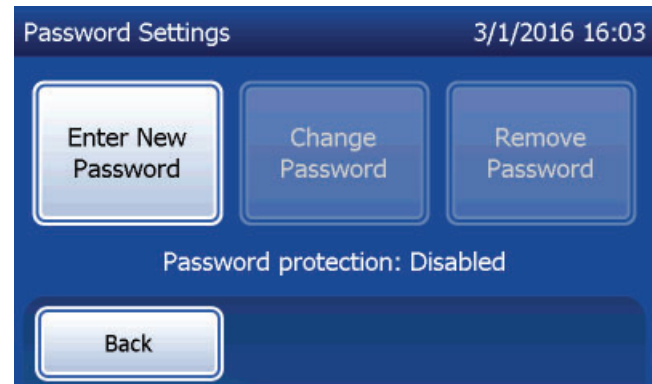 Password Settings 3/1/2016 16:03
Enter New
Password
Change
Password
Remove
Password
Password protection: Disabled
Back